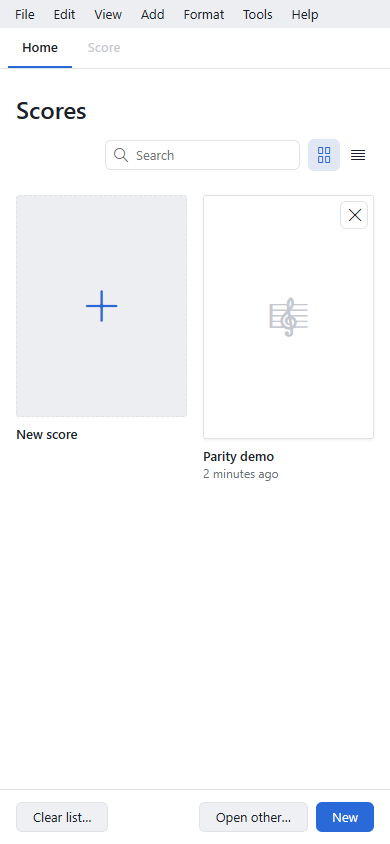 File Edit View Add Format Tools Help
Home Score
Scores
Search
New score
Parity demo
2 minutes ago
Clear list... Open other... New